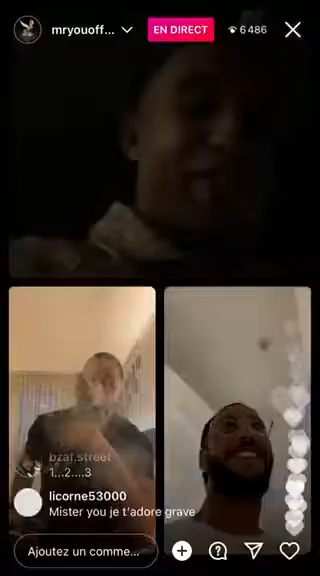 mryouoff...
EN DIRECT
6 486
bzaf.street
1...2....3
licorne53000
Mister you je t'adore grave
Ajoutez un comme...